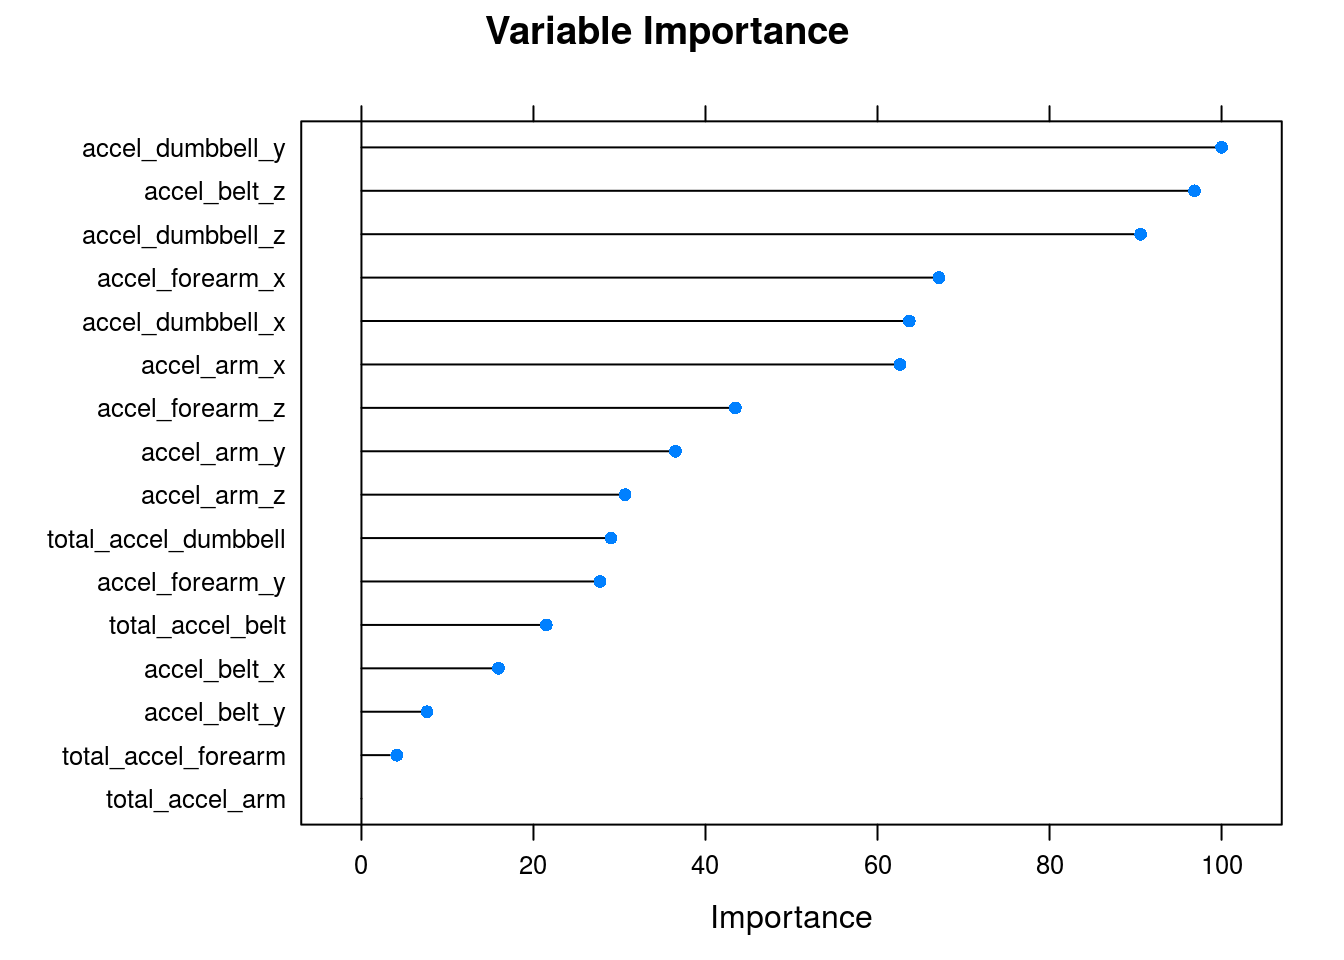 Variable Importance
accel_dumbbell_y
accel_belt_z
accel_dumbbell_z
accel_forearm_x
accel_dumbbell_x
accel_arm_x
accel_forearm_z
accel_arm_y
accel_arm_z
total_accel_dumbbell
accel_forearm_y
total_accel_belt
accel_belt_x
accel_belt_y
total_accel_forearm
total_accel_arm
0 20 40 60 80 100
Importance